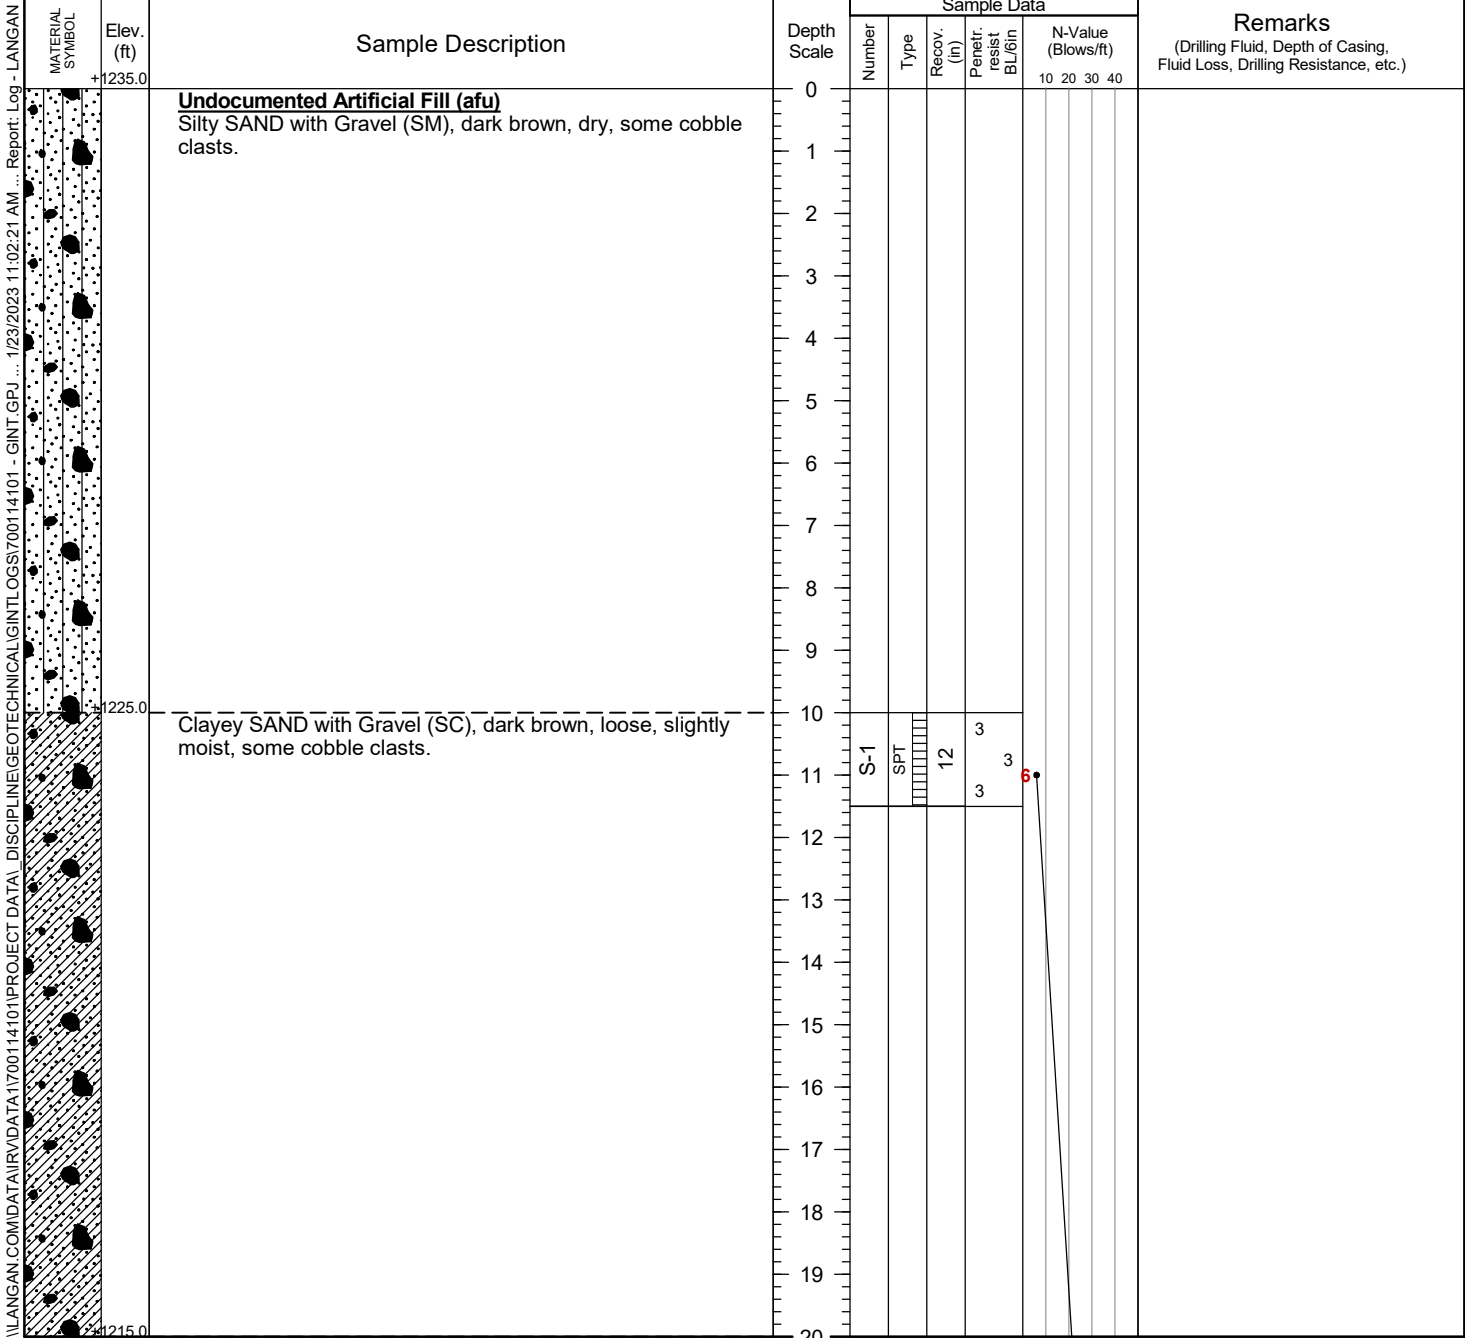 \\LANGAN.COM\DATA\IRV\DATA1\700114101\PROJECT DATA\_DISCIPLINE\GEOTECHNICAL\GINTLOGS\700114101 - GINT.GPJ ... 1/23/2023 11:02:21 AM ... Report: Log - LANGAN
MATERIAL
SYMBOL
Elev.
(ft)
+1235.0
Sample Description
Depth
Scale
Sample Data
Number
Type
Recov.
(in)
Penetr.
resist
BL/6in
N-Value
(Blows/ft)
10 20 30 40
Remarks
(Drilling Fluid, Depth of Casing,
Fluid Loss, Drilling Resistance, etc.)
Undocumented Artificial Fill (afu)
Silty SAND with Gravel (SM), dark brown, dry, some cobble
clasts.
0
1
2
3
4
5
6
7
8
9
+1225.0
Clayey SAND with Gravel (SC), dark brown, loose, slightly
moist, some cobble clasts.
10
S-1
SPT
12
3
3
3
6
11
12
13
14
15
16
17
18
19
20
+1215.0